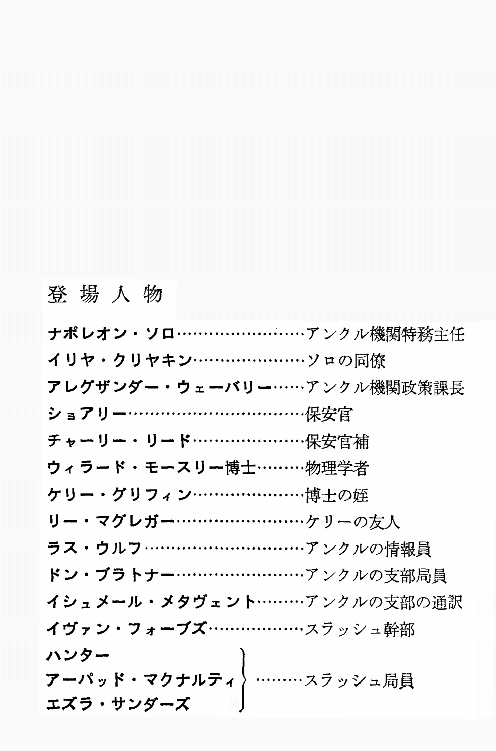 登場人物
ナポレオン・ソロ……………………アンクル機関特務主任
イリヤ・クリヤキン…………………ソロの同僚
アレグザンダー・ウェーバリー……アンクル機関政策課長
ショアリー……………………………保安官
チャーリー・リード…………………保安官補
ウィラード・モースリー博士………物理学者
ケリー・グリフィン…………………博士の姪
リー・マグレガー……………………ケリーの友人
ラス・ウルフ…………………………アンクルの情報員
ドン・ブラトナー……………………アンクルの支部局員
イシュメール・メタヴェント………アンクルの支部の通訳
イヴァン・フォーブズ………………スラッシュ幹部
ハンター
アーパッド・マクナルティ}………スラッシュ局員
エズラ・サンダーズ